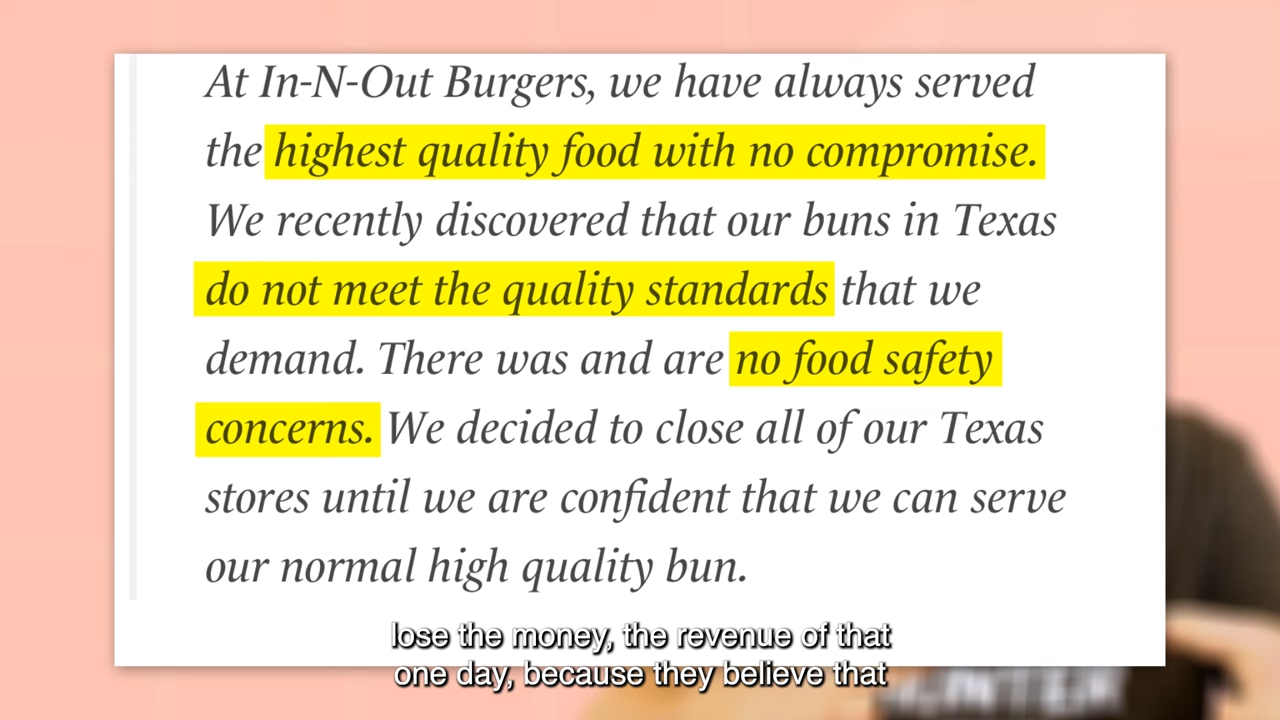 At In-N-Out Burgers, we have always served
the highest quality food with no compromise.
We recently discovered that our buns in Texas
do not meet the quality standards that we
demand. There was and are no food safety
concerns. We decided to close all of our Texas
stores until we are confident that we can serve
our normal high quality bun.
lose the money, the revenue of that
one day, because they believe that